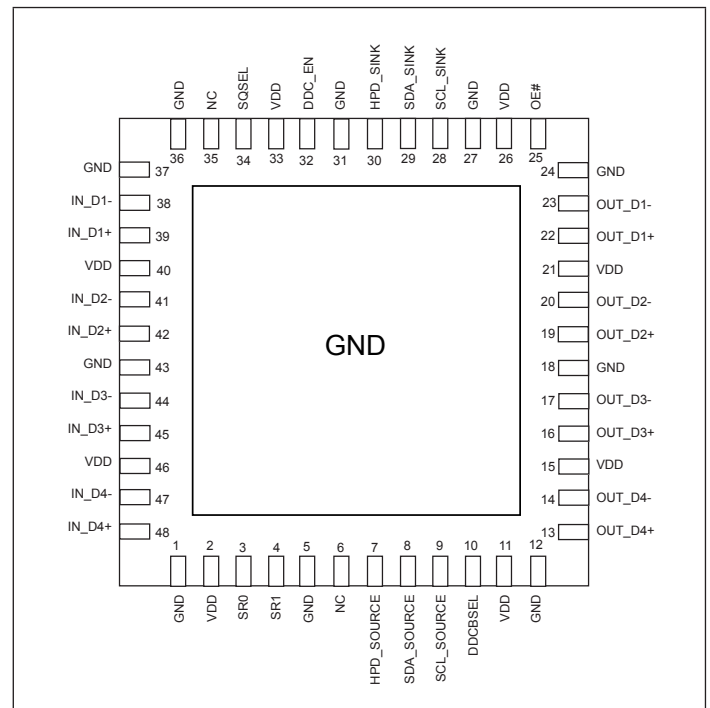 GND NC SQSEL VDD DDC_EN GND HPD_SINK SDA_SINK SCL_SINK GND VDD OE#
36 35 34 33 32 31 30 29 28 27 26 25
GND 37 24 GND
IN_D1- 38 23 OUT_D1-
IN_D1+ 39 22 OUT_D1+
VDD 40 21 VDD
IN_D2- 41 20 OUT_D2-
IN_D2+ 42 19 OUT_D2+
GND
GND 43 18 GND
IN_D3- 44 17 OUT_D3-
IN_D3+ 45 16 OUT_D3+
VDD 46 15 VDD
IN_D4- 47 14 OUT_D4-
IN_D4+ 48 13 OUT_D4+
1 2 3 4 5 6 7 8 9 10 11 12
GND VDD SR0 SR1 GND NC HPD_SOURCE SDA_SOURCE SCL_SOURCE DDCBSEL VDD GND